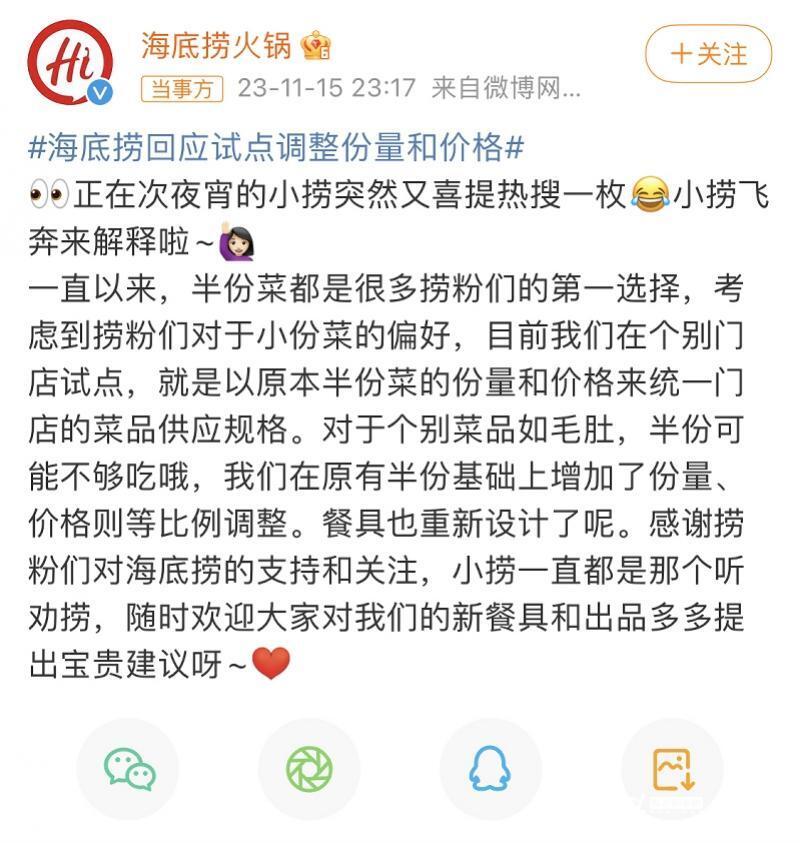 Hi
海底捞火锅
+关注
当事方 23-11-15 23:17 来自微博网...
#海底捞回应试点调整份量和价格#
👀正在次夜宵的小捞突然又喜提热搜一枚😂小捞飞
奔来解释啦~🙋🏻‍♀️
一直以来，半份菜都是很多捞粉们的第一选择，考
虑到捞粉们对于小份菜的偏好，目前我们在个别门
店试点，就是以原本半份菜的份量和价格来统一门
店的菜品供应规格。对于个别菜品如毛肚，半份可
能不够吃哦，我们在原有半份基础上增加了份量、
价格则等比例调整。餐具也重新设计了呢。感谢捞
粉们对海底捞的支持和关注，小捞一直都是那个听
劝捞，随时欢迎大家对我们的新餐具和出品多多提
出宝贵建议呀~❤️